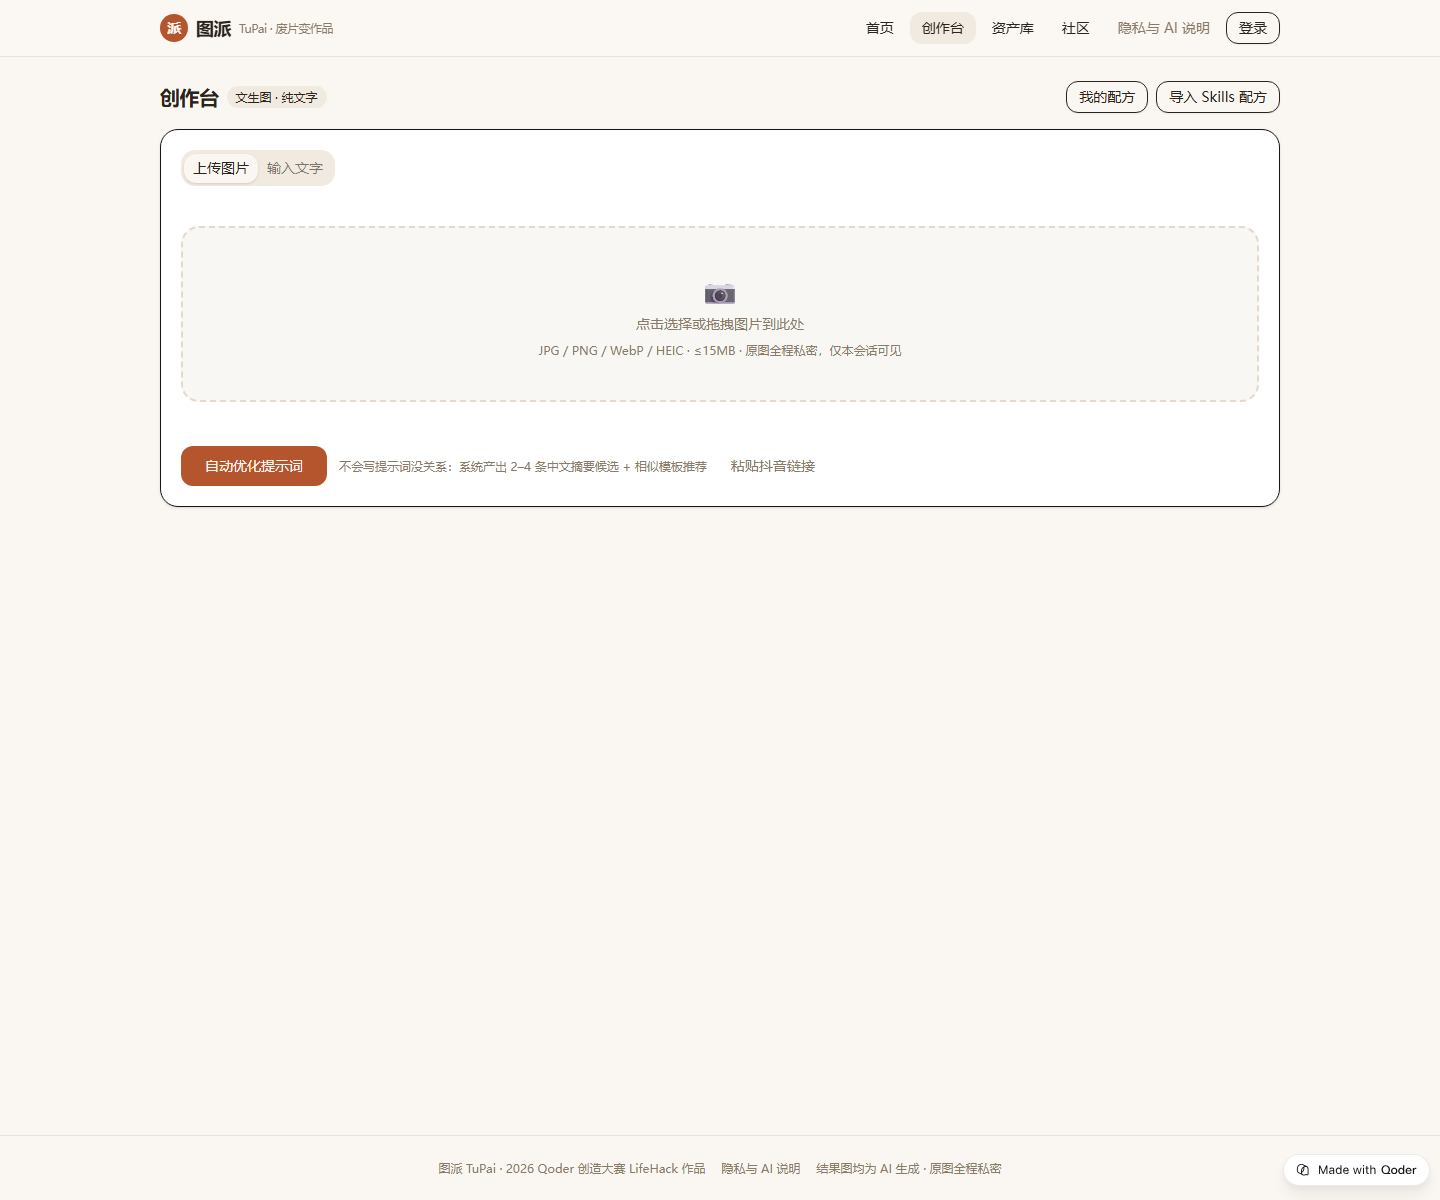 派 图派 TuPai · 废片变作品 首页 创作台 资产库 社区 隐私与 AI 说明 登录
创作台 文生图 · 纯文字 我的配方 导入 Skills 配方
上传图片 输入文字
点击选择或拖拽图片到此处
JPG / PNG / WebP / HEIC · ≤15MB · 原图全程私密，仅本会话可见
自动优化提示词 不会写提示词没关系：系统产出 2–4 条中文摘要候选 + 相似模板推荐 粘贴抖音链接
图派 TuPai · 2026 Qoder 创造大赛 LifeHack 作品 隐私与 AI 说明 结果图均为 AI 生成 · 原图全程私密
Made with Qoder